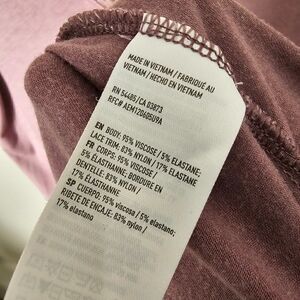 MADE IN VIETNAM / FABRIQUÉ AU
VIETNAM / HECHO EN VIETNAM
RN 54485 / CA 03873
EN BODY: 95% VISCOSE / 5% ELASTANE;
LACE TRIM: 83% NYLON / 17% ELASTANE
FR CORPS: 95% VISCOSE /
5% ÉLASTHANNE; BORDURE EN
DENTELLE: 83% NYLON /
17% ÉLASTHANNE
SP CUERPO: 95% viscosa / 5% elastano;
RIBETE DE ENCAJE: 83% nylon /
17% elastano